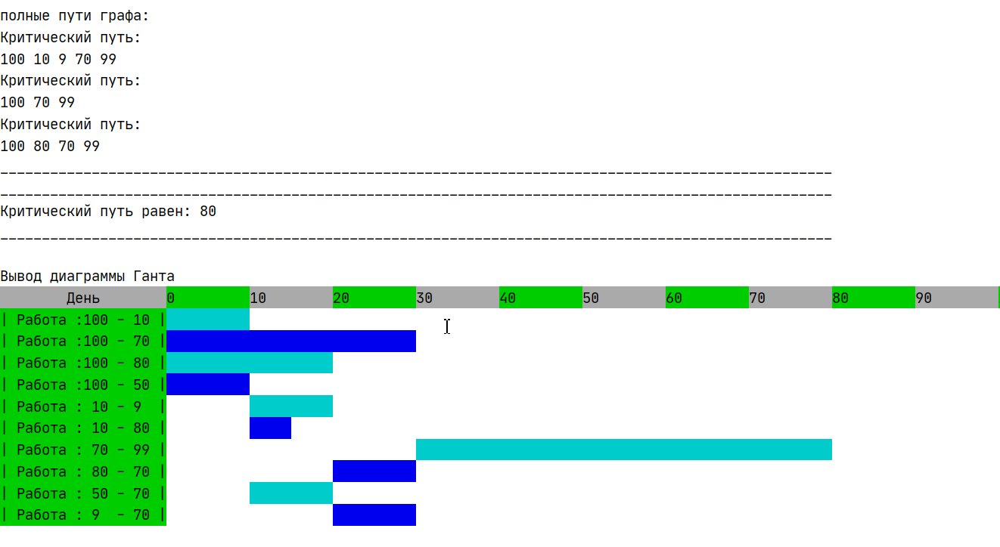 полные пути графа:
Критический путь:
100 10 9 70 99
Критический путь:
100 70 99
Критический путь:
100 80 70 99
----------------------------------------------------------------------------------------------------
----------------------------------------------------------------------------------------------------
Критический путь равен: 80
----------------------------------------------------------------------------------------------------
Вывод диаграммы Ганта
День 0 10 20 30 40 50 60 70 80 90
| Работа :100 - 10 |
| Работа :100 - 70 |
| Работа :100 - 80 |
| Работа :100 - 50 |
| Работа : 10 - 9  |
| Работа : 10 - 80 |
| Работа : 70 - 99 |
| Работа : 80 - 70 |
| Работа : 50 - 70 |
| Работа : 9  - 70 |